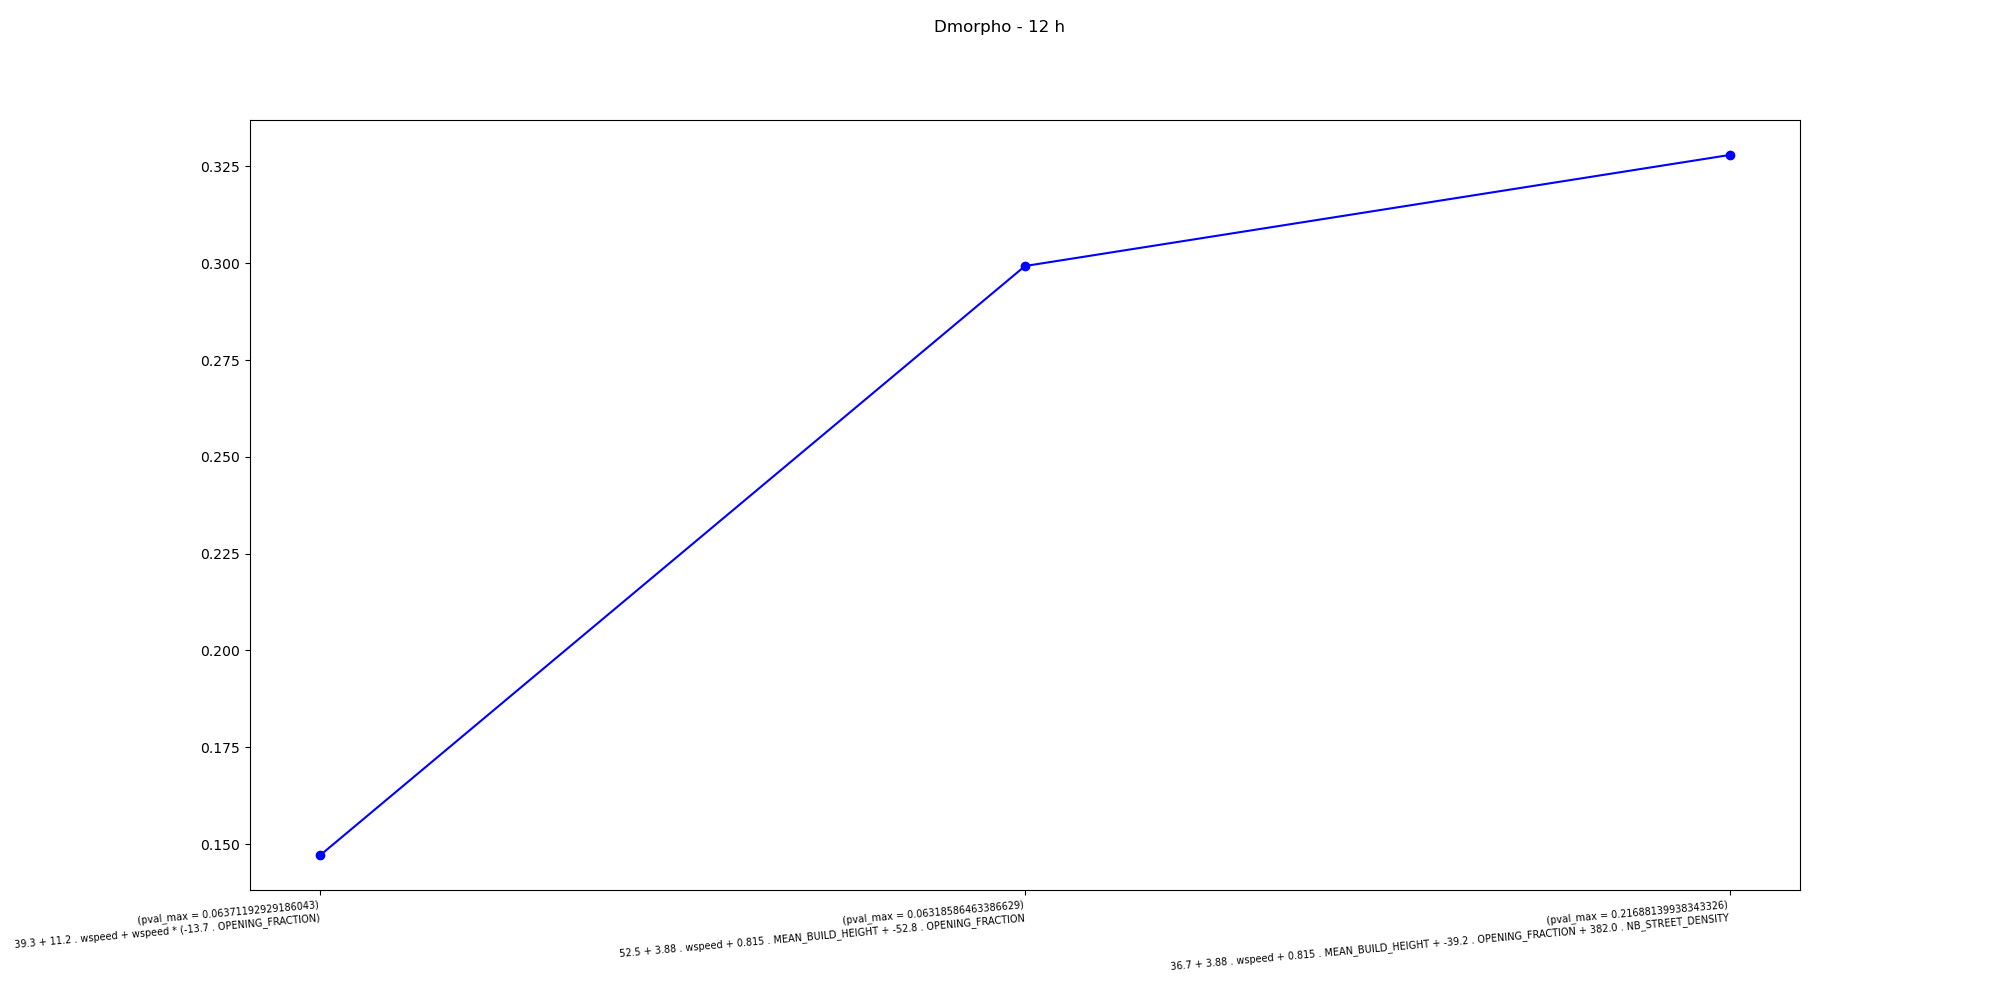 Dmorpho - 12 h
0.325
0.300
0.275
0.250
0.225
0.200
0.175
0.150
(pval_max = 0.06371192929186043)
39.3 + 11.2 . wspeed + wspeed * (-13.7 . OPENING_FRACTION)
(pval_max = 0.06318586463386629)
52.5 + 3.88 . wspeed + 0.815 . MEAN_BUILD_HEIGHT + -52.8 . OPENING_FRACTION
(pval_max = 0.21688139938343326)
36.7 + 3.88 . wspeed + 0.815 . MEAN_BUILD_HEIGHT + -39.2 . OPENING_FRACTION + 382.0 . NB_STREET_DENSITY